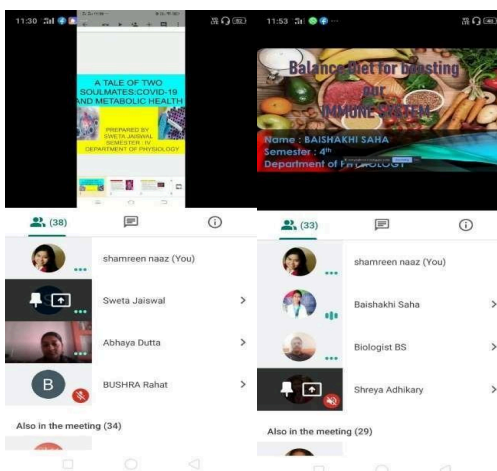 11:30
A TALE OF TWO
SOULMATES:COVID-19
AND METABOLIC HEALTH
PREPARED BY
SWETA JAISWAL
SEMESTER : IV
DEPARTMENT OF PHYSIOLOGY
(38)
shamreen naaz (You)
Sweta Jaiswal
Abhaya Dutta
B
BUSHRA Rahat
Also in the meeting (34)
11:53
Balance Diet for boosting
our
IMMUNE SYSTEM
Name : BAISHAKHI SAHA
Semester : 4th
Department of PHYSIOLOGY
(33)
shamreen naaz (You)
Baishakhi Saha
Biologist BS
Shreya Adhikary
Also in the meeting (29)